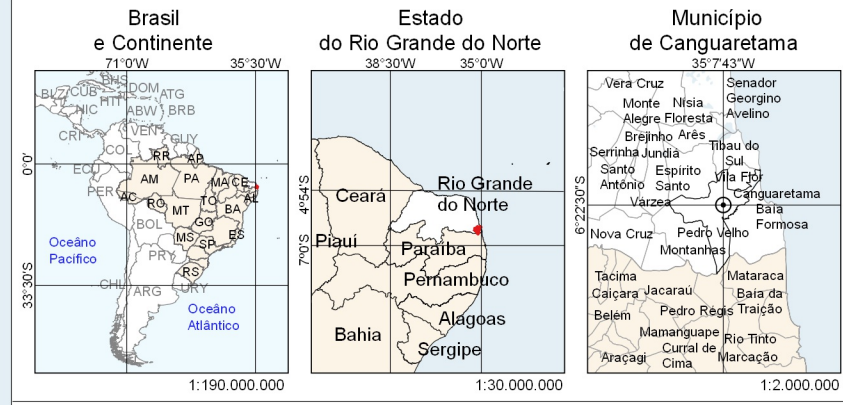 Brasil
e Continente
71°0'W
35°30'W
0°0'
33°30'S
BHS
BLZ
CUB
DOM
ATG
HTI
NIC
ABW
BRB
CRI
VEN
GUY
COL
RR
AP
ECU
AM
PA
MA
CE
PER
AC
RO
TO
AL
MT
BA
BOL
GO
MS
ES
SP
PRY
RS
CHL
ARG
URY
Oceâno
Pacífico
Oceâno
Atlântico
1:190.000.000
Estado
do Rio Grande do Norte
38°30'W
35°0'W
4°54'S
7°0'S
Rio Grande
do Norte
Ceará
Piauí
Paraíba
Pernambuco
Alagoas
Bahia
Sergipe
1:30.000.000
Município
de Canguaretama
35°7'43"W
6°22'30"S
Vera Cruz
Senador
Georgino
Avelino
Monte
Alegre
Nísia
Floresta
Brejinho
Arês
Tibau do
Sul
Serrinha
Jundiá
Santo
Antônio
Espirito
Santo
Vila Flor
Canguaretama
Varzea
Baía
Formosa
Nova Cruz
Pedro Velho
Montanhas
Tacima
Mataraca
Caiçara
Jacaraú
Baia da
Traição
Belém
Pedro Régis
Mamanguape
Rio Tinto
Curral de
Cima
Araçagi
Marcação
1:2.000.000